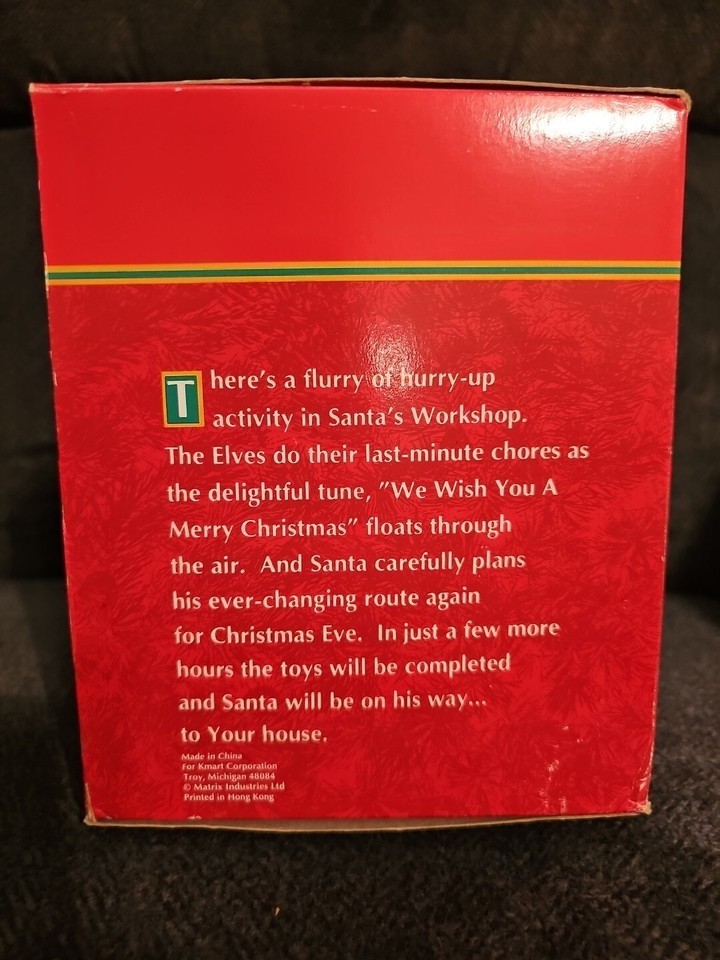 There's a flurry of hurry-up
activity in Santa's Workshop.
The Elves do their last-minute chores as
the delightful tune, "We Wish You A
Merry Christmas" floats through
the air. And Santa carefully plans
his ever-changing route again
for Christmas Eve. In just a few more
hours the toys will be completed
and Santa will be on his way...
to Your house.
Made in China
For Kmart Corporation
Troy, Michigan 48084
© Matrix Industries Ltd
Printed in Hong Kong